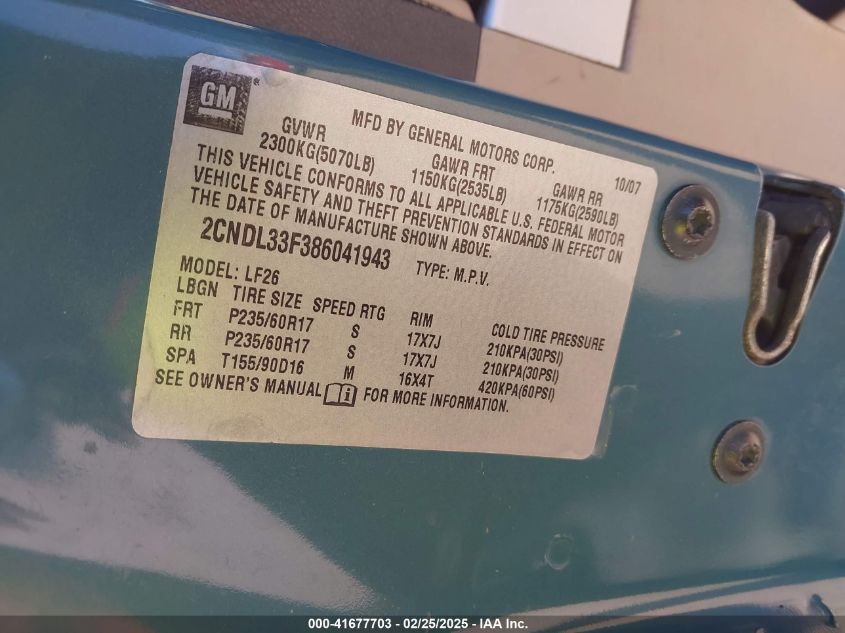 GM
MFD BY GENERAL MOTORS CORP.
10/07
GVWR GAWR FRT GAWR RR
2300KG(5070LB) 1150KG(2535LB) 1175KG(2590LB)
THIS VEHICLE CONFORMS TO ALL APPLICABLE U.S. FEDERAL MOTOR
VEHICLE SAFETY AND THEFT PREVENTION STANDARDS IN EFFECT ON
THE DATE OF MANUFACTURE SHOWN ABOVE.
2CNDL33F386041943 TYPE: M.P.V.
MODEL: LF26
LBGN TIRE SIZE SPEED RTG RIM COLD TIRE PRESSURE
FRT P235/60R17 S 17X7J 210KPA(30PSI)
RR P235/60R17 S 17X7J 210KPA(30PSI)
SPA T155/90D16 M 16X4T 420KPA(60PSI)
SEE OWNER'S MANUAL FOR MORE INFORMATION.
000-41677703 - 02/25/2025 - IAA Inc.